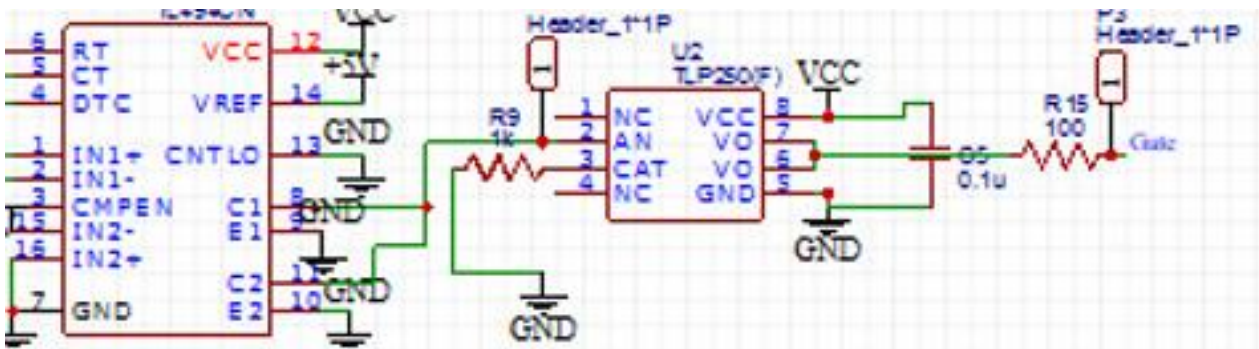 VCC
Header_1*1P
Header_1*1P
U2
TLP250(F)
VCC
6
RT
VCC
12
5
CT
4
DTC
VREF
14
1
1
GND
R9
1k
1
NC
VCC
8
2
AN
VO
7
3
CAT
VO
6
4
NC
GND
5
R15
100
Gate
0.1u
1
IN1+
CNTLO
13
2
IN1-
3
CMPEN
C1
8
GND
15
IN2-
E1
9
16
IN2+
C2
11
GND
7
GND
E2
10
GND
GND